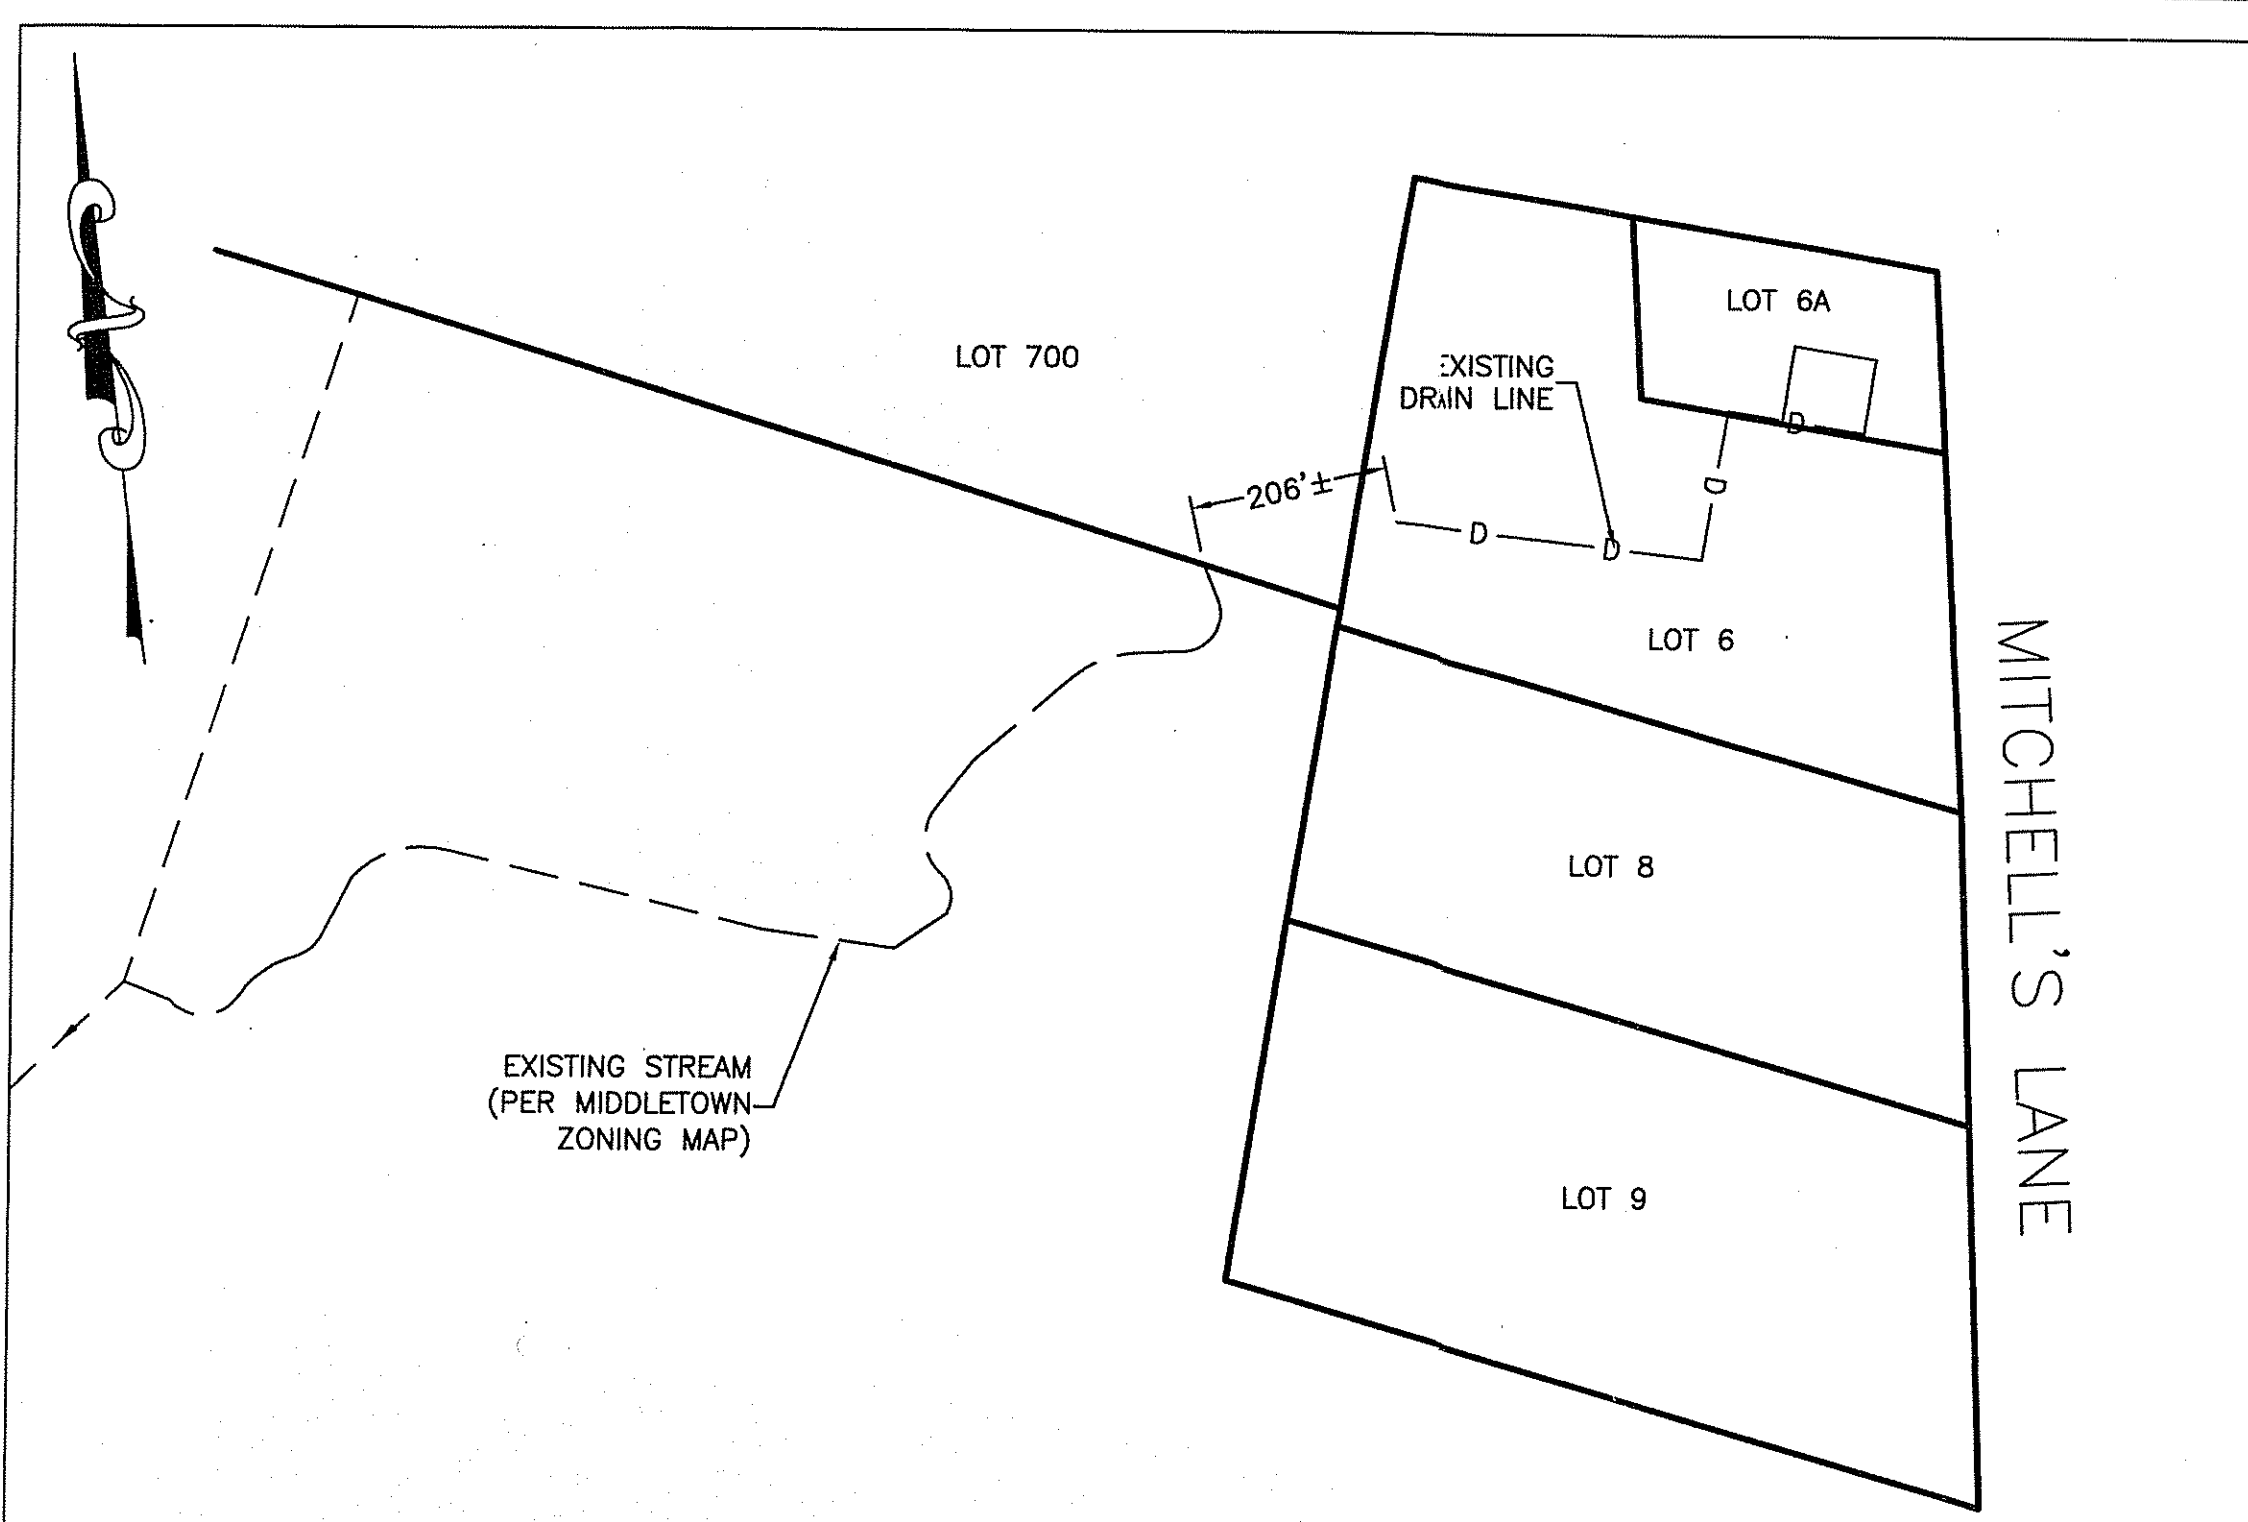 LOT 6A
LOT 700
EXISTING
DRAIN LINE
D
D
206'±
D
D
LOT 6
MITCHELL'S LANE
LOT 8
EXISTING STREAM
(PER MIDDLETOWN
ZONING MAP)
LOT 9